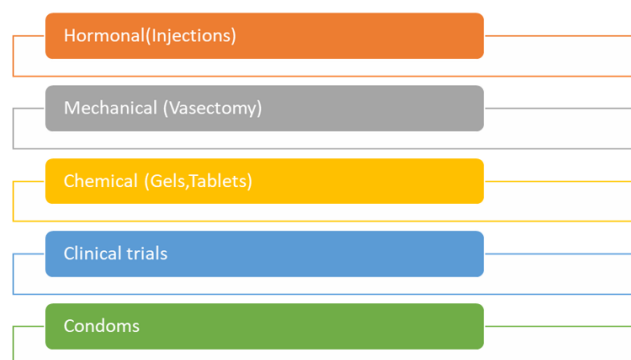 Hormonal(Injections)
Mechanical (Vasectomy)
Chemical (Gels,Tablets)
Clinical trials
Condoms